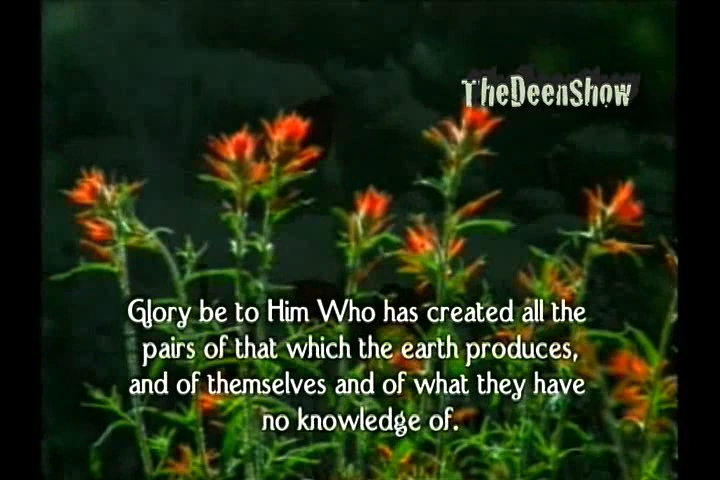 TheDeenShow
Glory be to Him Who has created all the
pairs of that which the earth produces,
and of themselves and of what they have
no knowledge of.